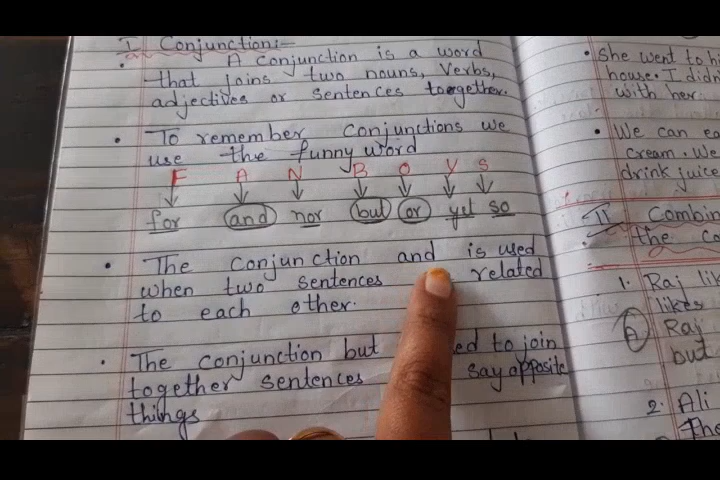 I Conjunction:-
• A conjunction is a word
that joins two nouns, verbs,
adjectives or sentences together.
• To remember conjunctions we
use the funny word
F A N B O Y S
for and nor but or yet so
• The conjunction and is used
when two sentences related
to each other.
• The conjunction but to join
together sentences say opposite
things
• she went to
house. I didn
with her.
• We can
cream. We
drink juice
II Combin
the co
1. Raj lik
likes
A Raj
but
2. Ali
The